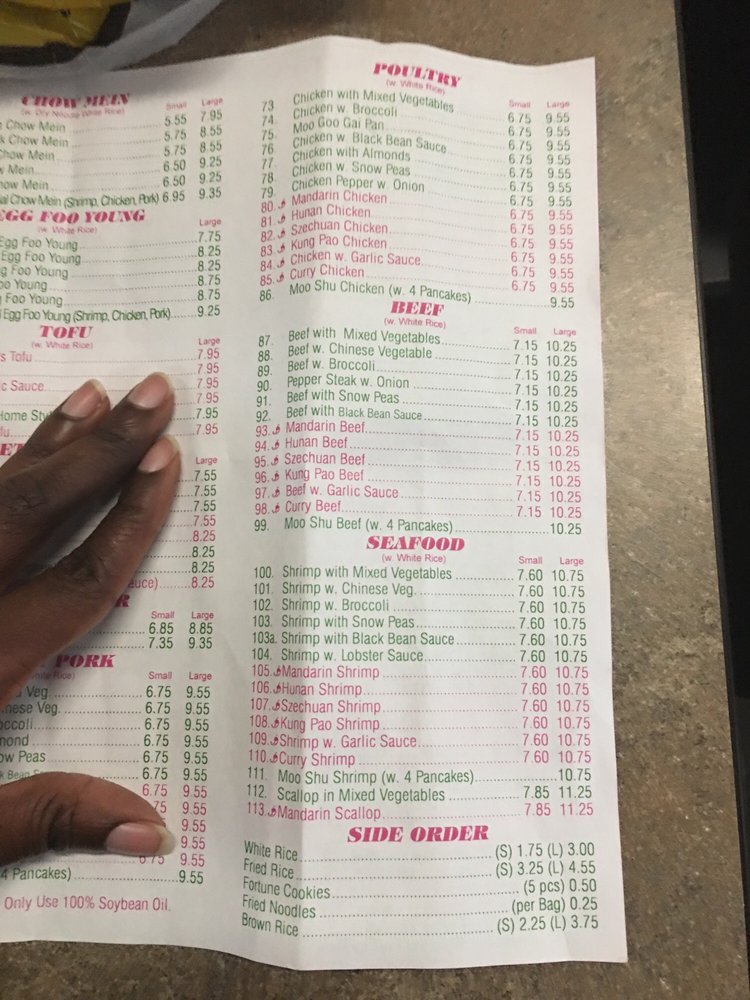 CHOW MEIN
(w. Dry Noodle White Rice)
Small Large
Chow Mein 5.55 7.95
Chow Mein 5.75 8.55
Chow Mein 5.75 8.55
Mein 6.50 9.25
Mein 6.50 9.25
Chow Mein (Shrimp, Chicken, Pork) 6.95 9.35
EGG FOO YOUNG
(w. White Rice)
Large
Egg Foo Young 7.75
Egg Foo Young 8.25
Foo Young 8.25
Foo Young 8.75
Foo Young 8.75
Egg Foo Young (Shrimp, Chicken, Pork) 9.25
TOFU
(w. White Rice)
Large
Tofu 7.95
7.95
Sauce 7.95
Home 7.95
7.95
Large
7.55
7.55
7.55
7.55
8.25
8.25
8.25
8.25
Small Large
6.85 8.85
7.35 9.35
PORK
Rice)
Small Large
Veg 6.75 9.55
Veg. 6.75 9.55
6.75 9.55
6.75 9.55
Peas 6.75 9.55
Bean 6.75 9.55
6.75 9.55
9.55
9.55
9.55
9.55
4 Pancakes) 9.55
Only Use 100% Soybean Oil.
POULTRY
(w. White Rice)
Small Large
73 Chicken with Mixed Vegetables 6.75 9.55
74. Chicken w. Broccoli 6.75 9.55
75. Moo Goo Gai Pan 6.75 9.55
76. Chicken w. Black Bean Sauce 6.75 9.55
77. Chicken with Almonds 6.75 9.55
78. Chicken w. Snow Peas 6.75 9.55
79. Chicken Pepper w. Onion 6.75 9.55
80. Mandarin Chicken 6.75 9.55
81. Hunan Chicken 6.75 9.55
82. Szechuan Chicken 6.75 9.55
83. Kung Pao Chicken 6.75 9.55
84. Chicken w. Garlic Sauce 6.75 9.55
85. Curry Chicken 6.75 9.55
86. Moo Shu Chicken (w. 4 Pancakes) 9.55
BEEF
(w. White Rice)
Small Large
87. Beef with Mixed Vegetables 7.15 10.25
88. Beef w. Chinese Vegetable 7.15 10.25
89. Beef w. Broccoli 7.15 10.25
90. Pepper Steak w. Onion 7.15 10.25
91. Beef with Snow Peas 7.15 10.25
92. Beef with Black Bean Sauce 7.15 10.25
93. Mandarin Beef 7.15 10.25
94. Hunan Beef 7.15 10.25
95. Szechuan Beef 7.15 10.25
96. Kung Pao Beef 7.15 10.25
97. Beef w. Garlic Sauce 7.15 10.25
98. Curry Beef 7.15 10.25
99. Moo Shu Beef (w. 4 Pancakes) 10.25
SEAFOOD
(w. White Rice)
Small Large
100. Shrimp with Mixed Vegetables 7.60 10.75
101. Shrimp w. Chinese Veg. 7.60 10.75
102. Shrimp w. Broccoli 7.60 10.75
103. Shrimp with Snow Peas 7.60 10.75
103a. Shrimp with Black Bean Sauce 7.60 10.75
104. Shrimp w. Lobster Sauce 7.60 10.75
105. Mandarin Shrimp 7.60 10.75
106. Hunan Shrimp 7.60 10.75
107. Szechuan Shrimp 7.60 10.75
108. Kung Pao Shrimp 7.60 10.75
109. Shrimp w. Garlic Sauce 7.60 10.75
110. Curry Shrimp 7.60 10.75
111. Moo Shu Shrimp (w. 4 Pancakes) 10.75
112. Scallop in Mixed Vegetables 7.85 11.25
113. Mandarin Scallop 7.85 11.25
SIDE ORDER
White Rice (S) 1.75 (L) 3.00
Fried Rice (S) 3.25 (L) 4.55
Fortune Cookies (5 pcs) 0.50
Fried Noodles (per Bag) 0.25
Brown Rice (S) 2.25 (L) 3.75